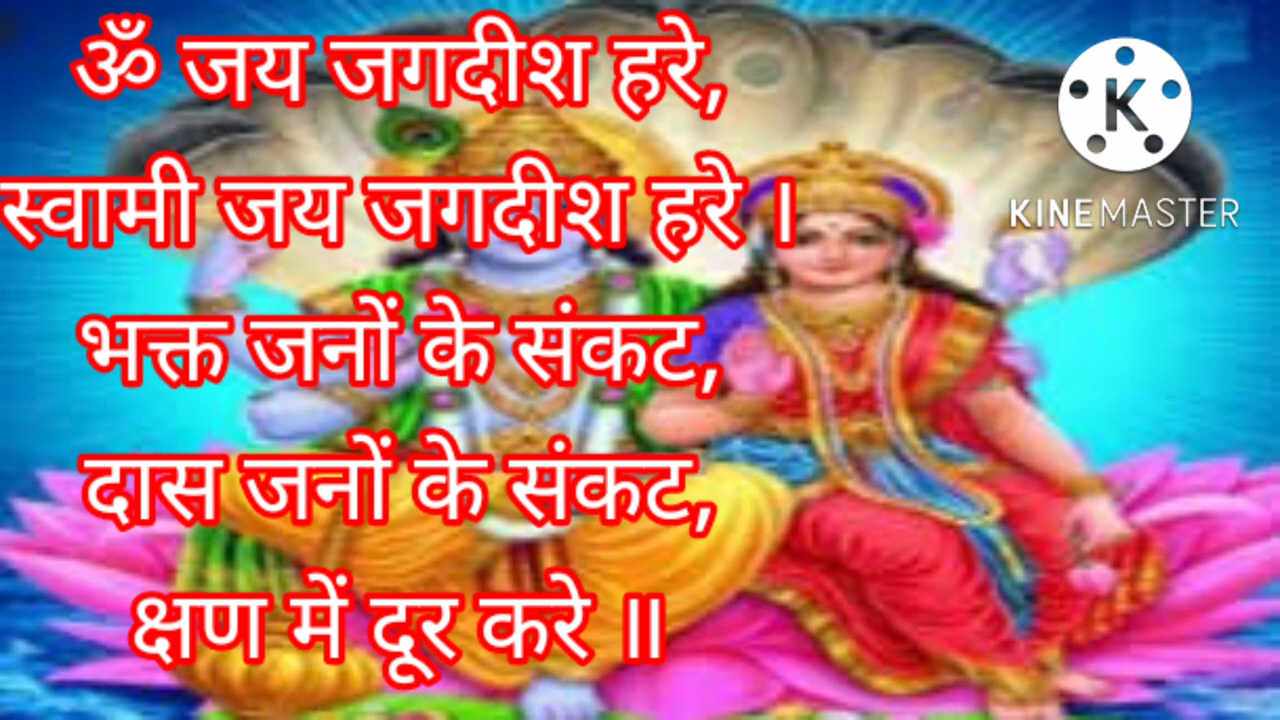 ॐ जय जगदीश हरे,
स्वामी जय जगदीश हरे ।
भक्त जनों के संकट,
दास जनों के संकट,
क्षण में दूर करे ॥
K
KINEMASTER